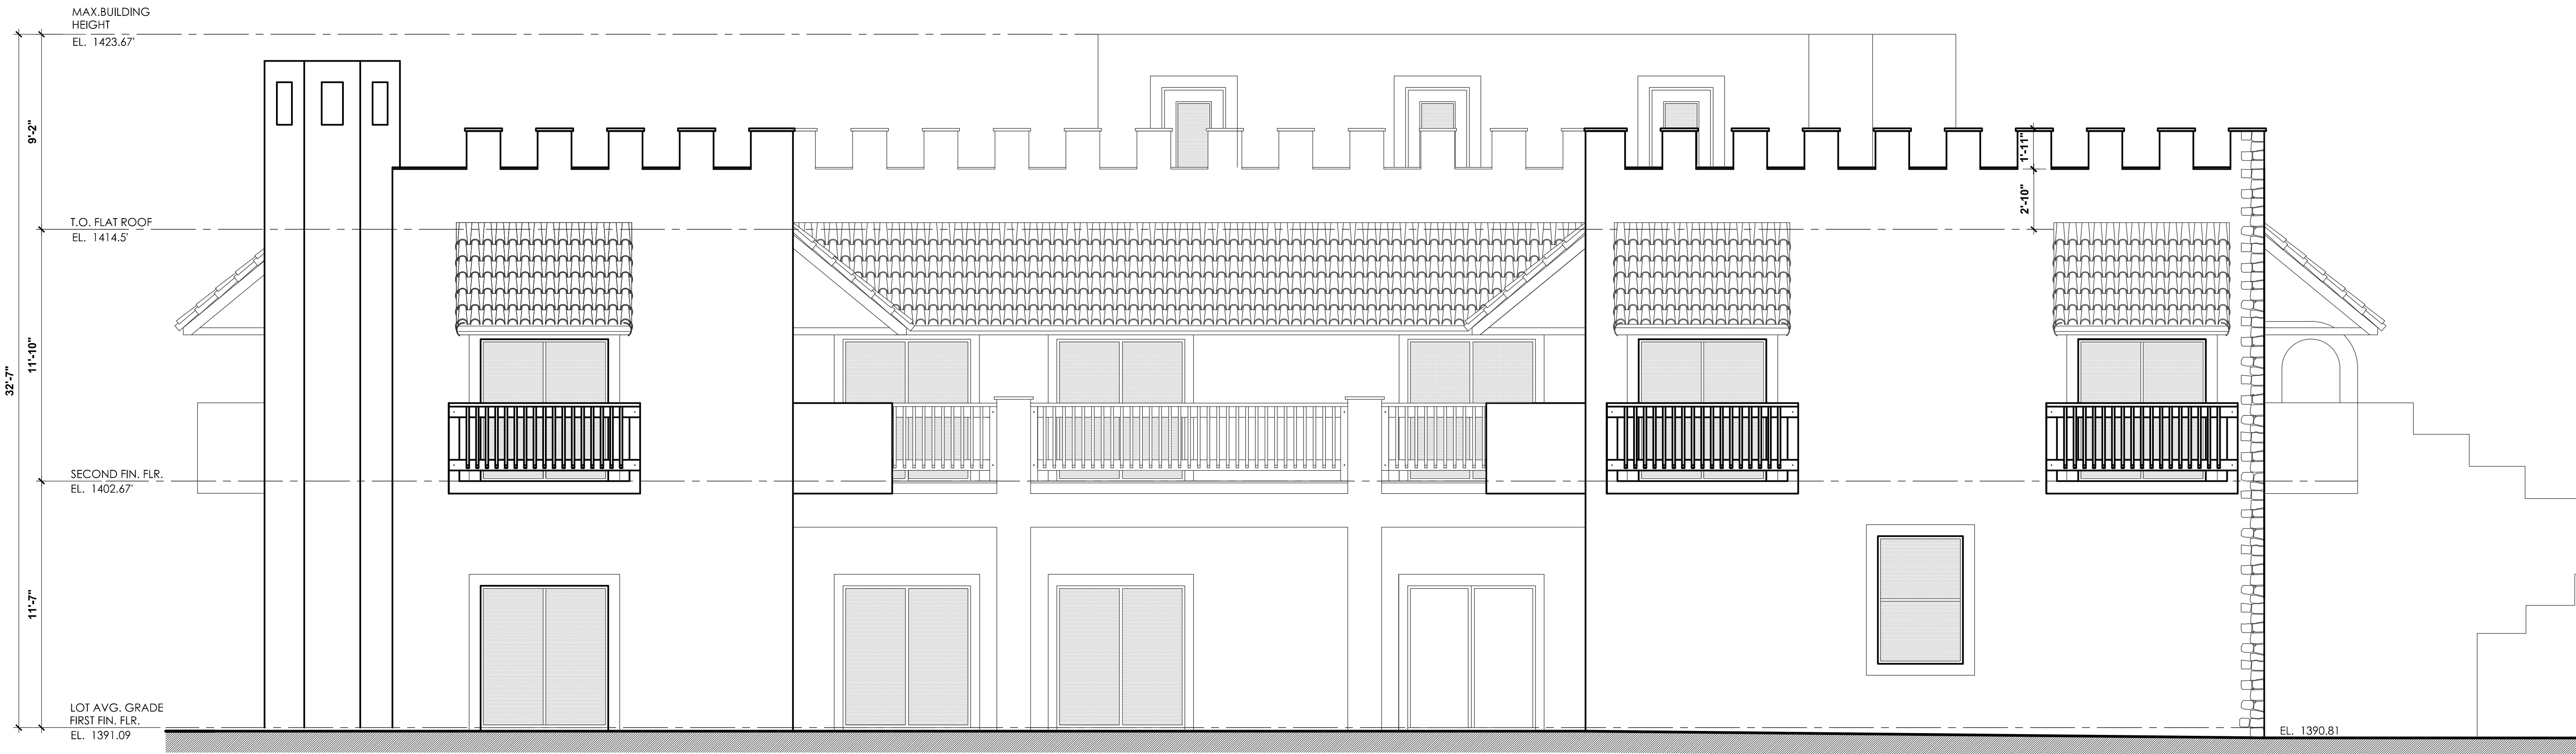 MAX.BUILDING
HEIGHT
EL. 1423.67'
9'-2"
1'-11"
2'-10"
T.O. FLAT ROOF
EL. 1414.5'
11'-10"
32'-7"
SECOND FIN. FLR.
EL. 1402.67'
11'-7"
LOT AVG. GRADE
FIRST FIN. FLR.
EL. 1391.09
EL. 1390.81